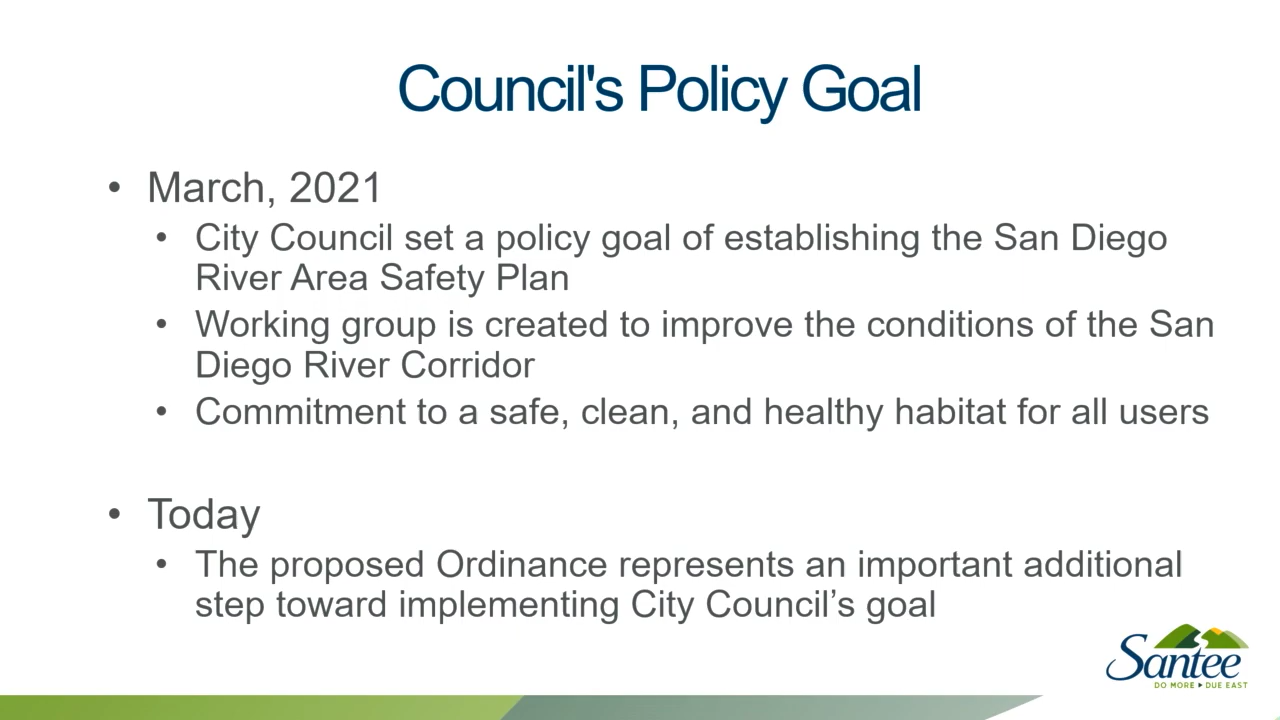 Council's Policy Goal
• March, 2021
• City Council set a policy goal of establishing the San Diego
River Area Safety Plan
• Working group is created to improve the conditions of the San
Diego River Corridor
• Commitment to a safe, clean, and healthy habitat for all users
• Today
• The proposed Ordinance represents an important additional
step toward implementing City Council’s goal
Santee
DO MORE ▸ DUE EAST